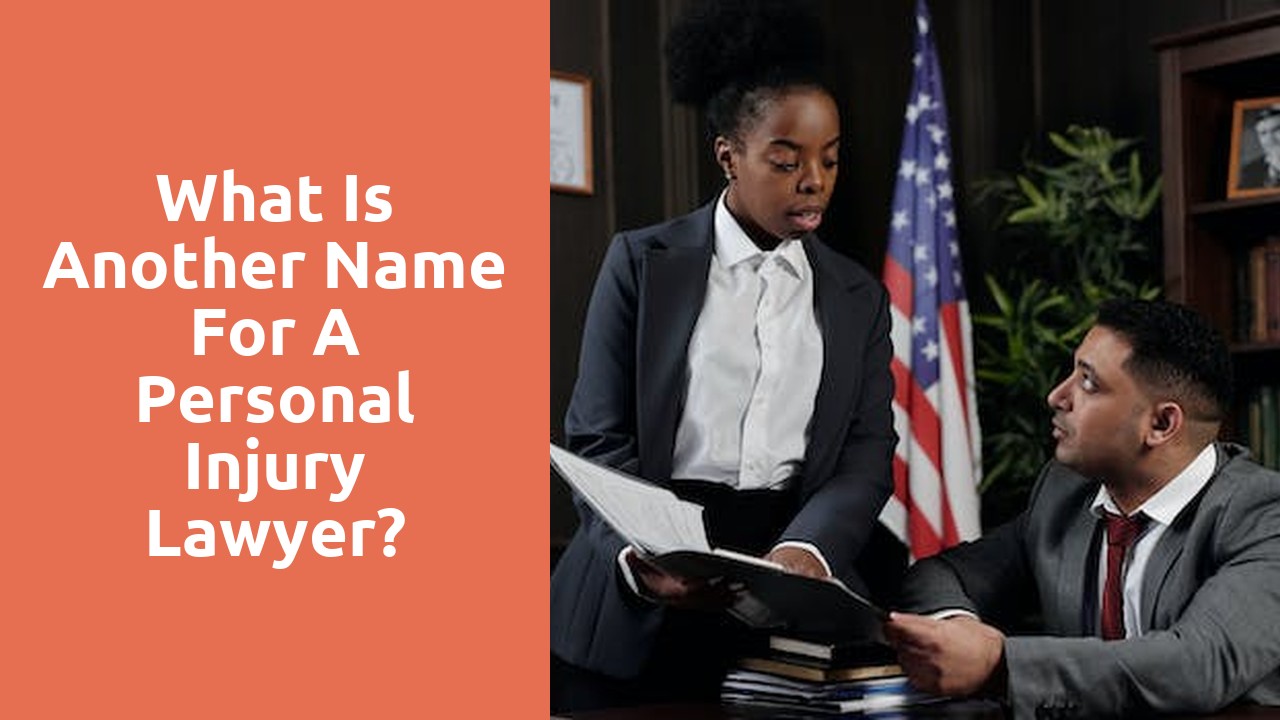 What Is
Another Name
For A
Personal
Injury
Lawyer?